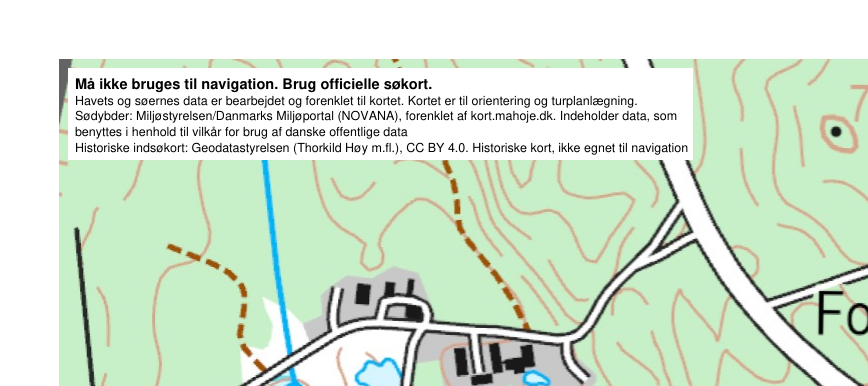 Må ikke bruges til navigation. Brug officielle søkort.
Havets og søernes data er bearbejdet og forenklet til kortet. Kortet er til orientering og turplanlægning.
Sødybder: Miljøstyrelsen/Danmarks Miljøportal (NOVANA), forenklet af kort.mahoje.dk. Indeholder data, som
benyttes i henhold til vilkår for brug af danske offentlige data
Historiske indsøkort: Geodatastyrelsen (Thorkild Høy m.fl.), CC BY 4.0. Historiske kort, ikke egnet til navigation
7
Fo